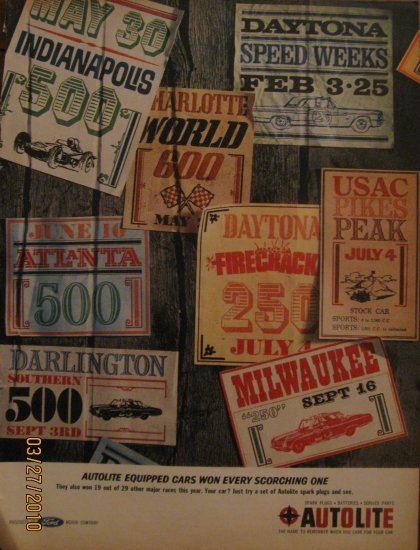 MAY 30
INDIANAPOLIS
500
DAYTONA
SPEED WEEKS
FEB 3•25
CHARLOTTE
WORLD
600
MAY
USAC
PIKES
PEAK
JULY 4
STOCK CAR
SPORTS:
SPORTS:
JUNE 10
ATLANTA
500
DAYTONA
FIRECRACK
250
JULY 4
DARLINGTON
SOUTHERN
500
SEPT 3RD
MILWAUKEE
"250"
SEPT 16
AUTOLITE EQUIPPED CARS WON EVERY SCORCHING ONE
They also won 19 out of 29 other major races this year. Your car? Just try a set of Autolite spark plugs and see.
SPARK PLUGS • BATTERIES • SERVICE PARTS
AUTOLITE
THE NAME TO REMEMBER WHEN YOU CARE FOR YOUR CAR
Ford MOTOR COMPANY
03/27/2010